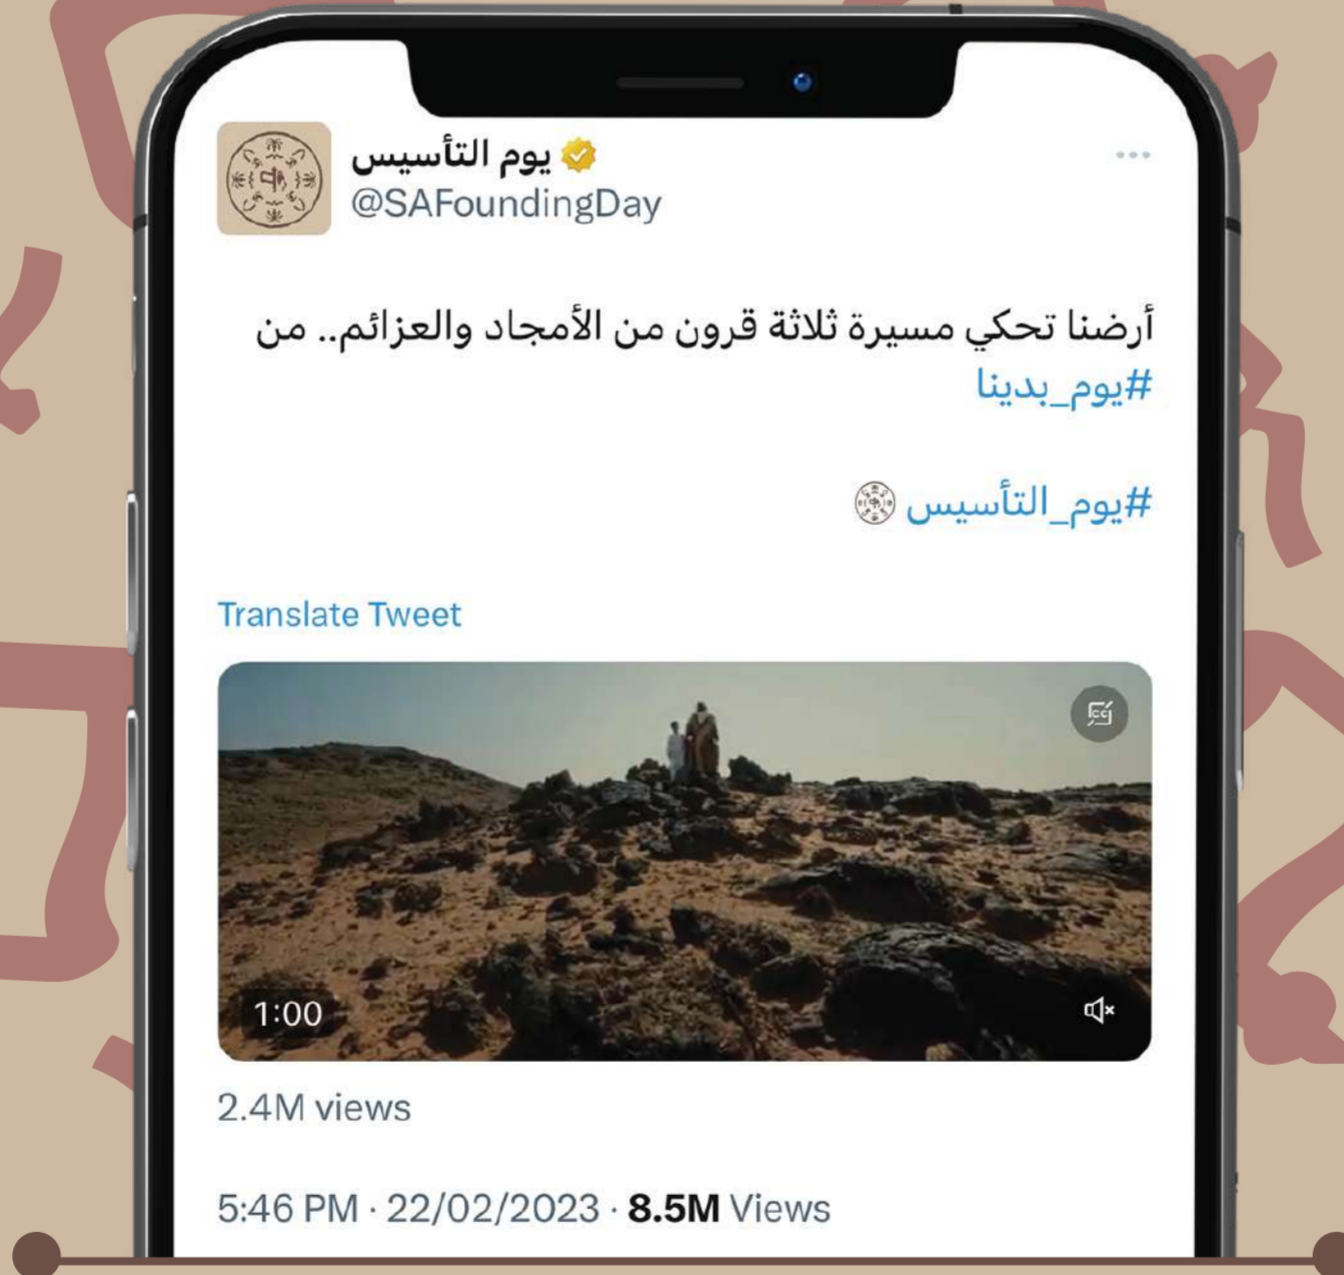 يوم التأسيس
@SAFoundingDay
أرضنا تحكي مسيرة ثلاثة قرون من الأمجاد والعزائم.. من
#يوم_بدينا
#يوم_التأسيس
Translate Tweet
1:00
2.4M views
5:46 PM · 22/02/2023 · 8.5M Views